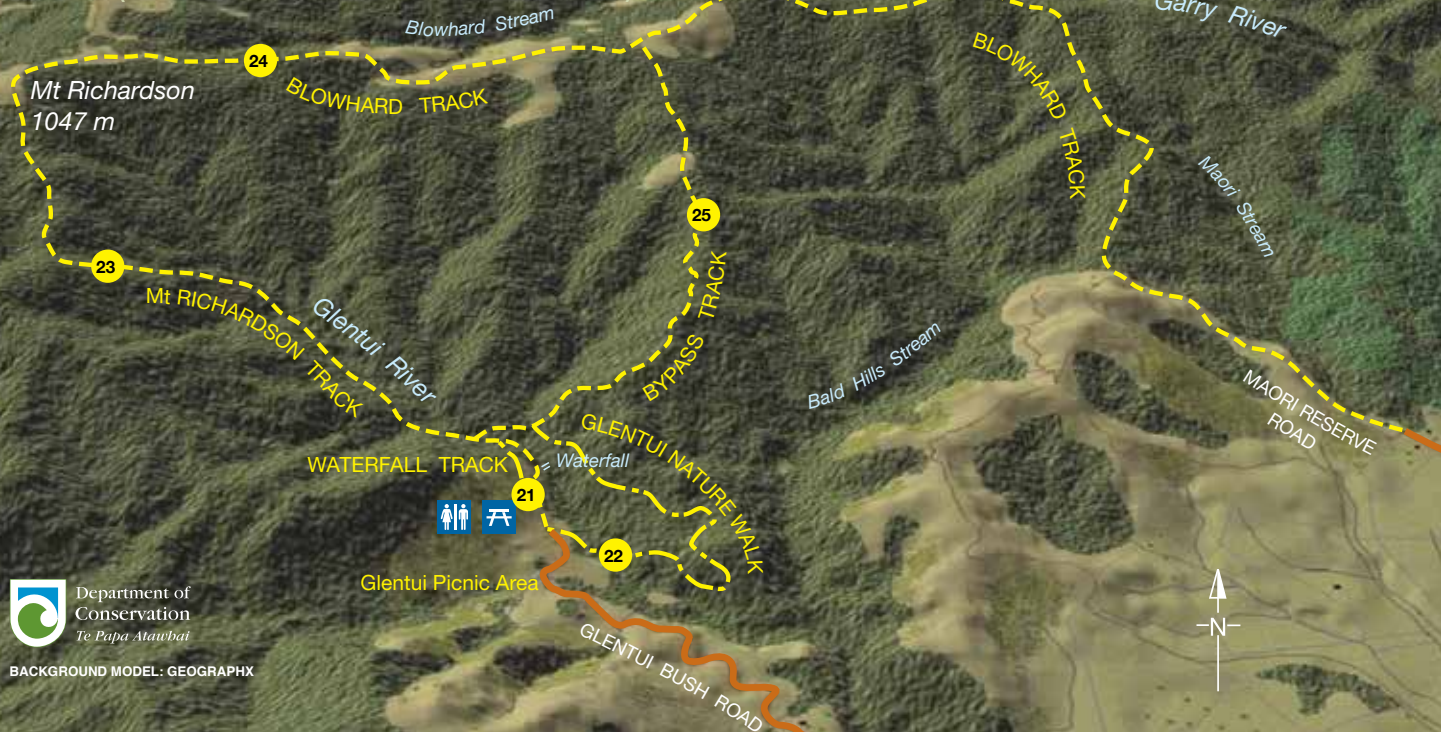 Blowhard Stream
Garry River
24
BLOWHARD TRACK
BLOWHARD TRACK
Mt Richardson
1047 m
Maori Stream
25
23
Mt RICHARDSON TRACK
Glentui River
BYPASS TRACK
Bald Hills Stream
MAORI RESERVE
ROAD
GLENTUI NATURE WALK
WATERFALL TRACK
Waterfall
21
22
Glentui Picnic Area
GLENTUI BUSH ROAD
N
Department of
Conservation
Te Papa Atawhai
BACKGROUND MODEL: GEOGRAPHX